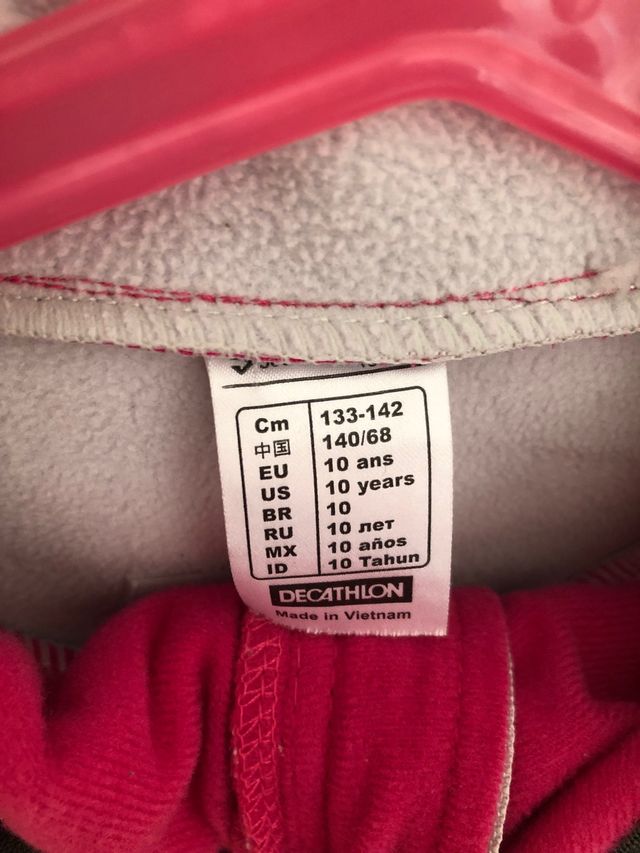 Cm 133-142
中国 140/68
EU 10 ans
US 10 years
BR 10
RU 10 лет
MX 10 años
ID 10 Tahun
DECATHLON
Made in Vietnam